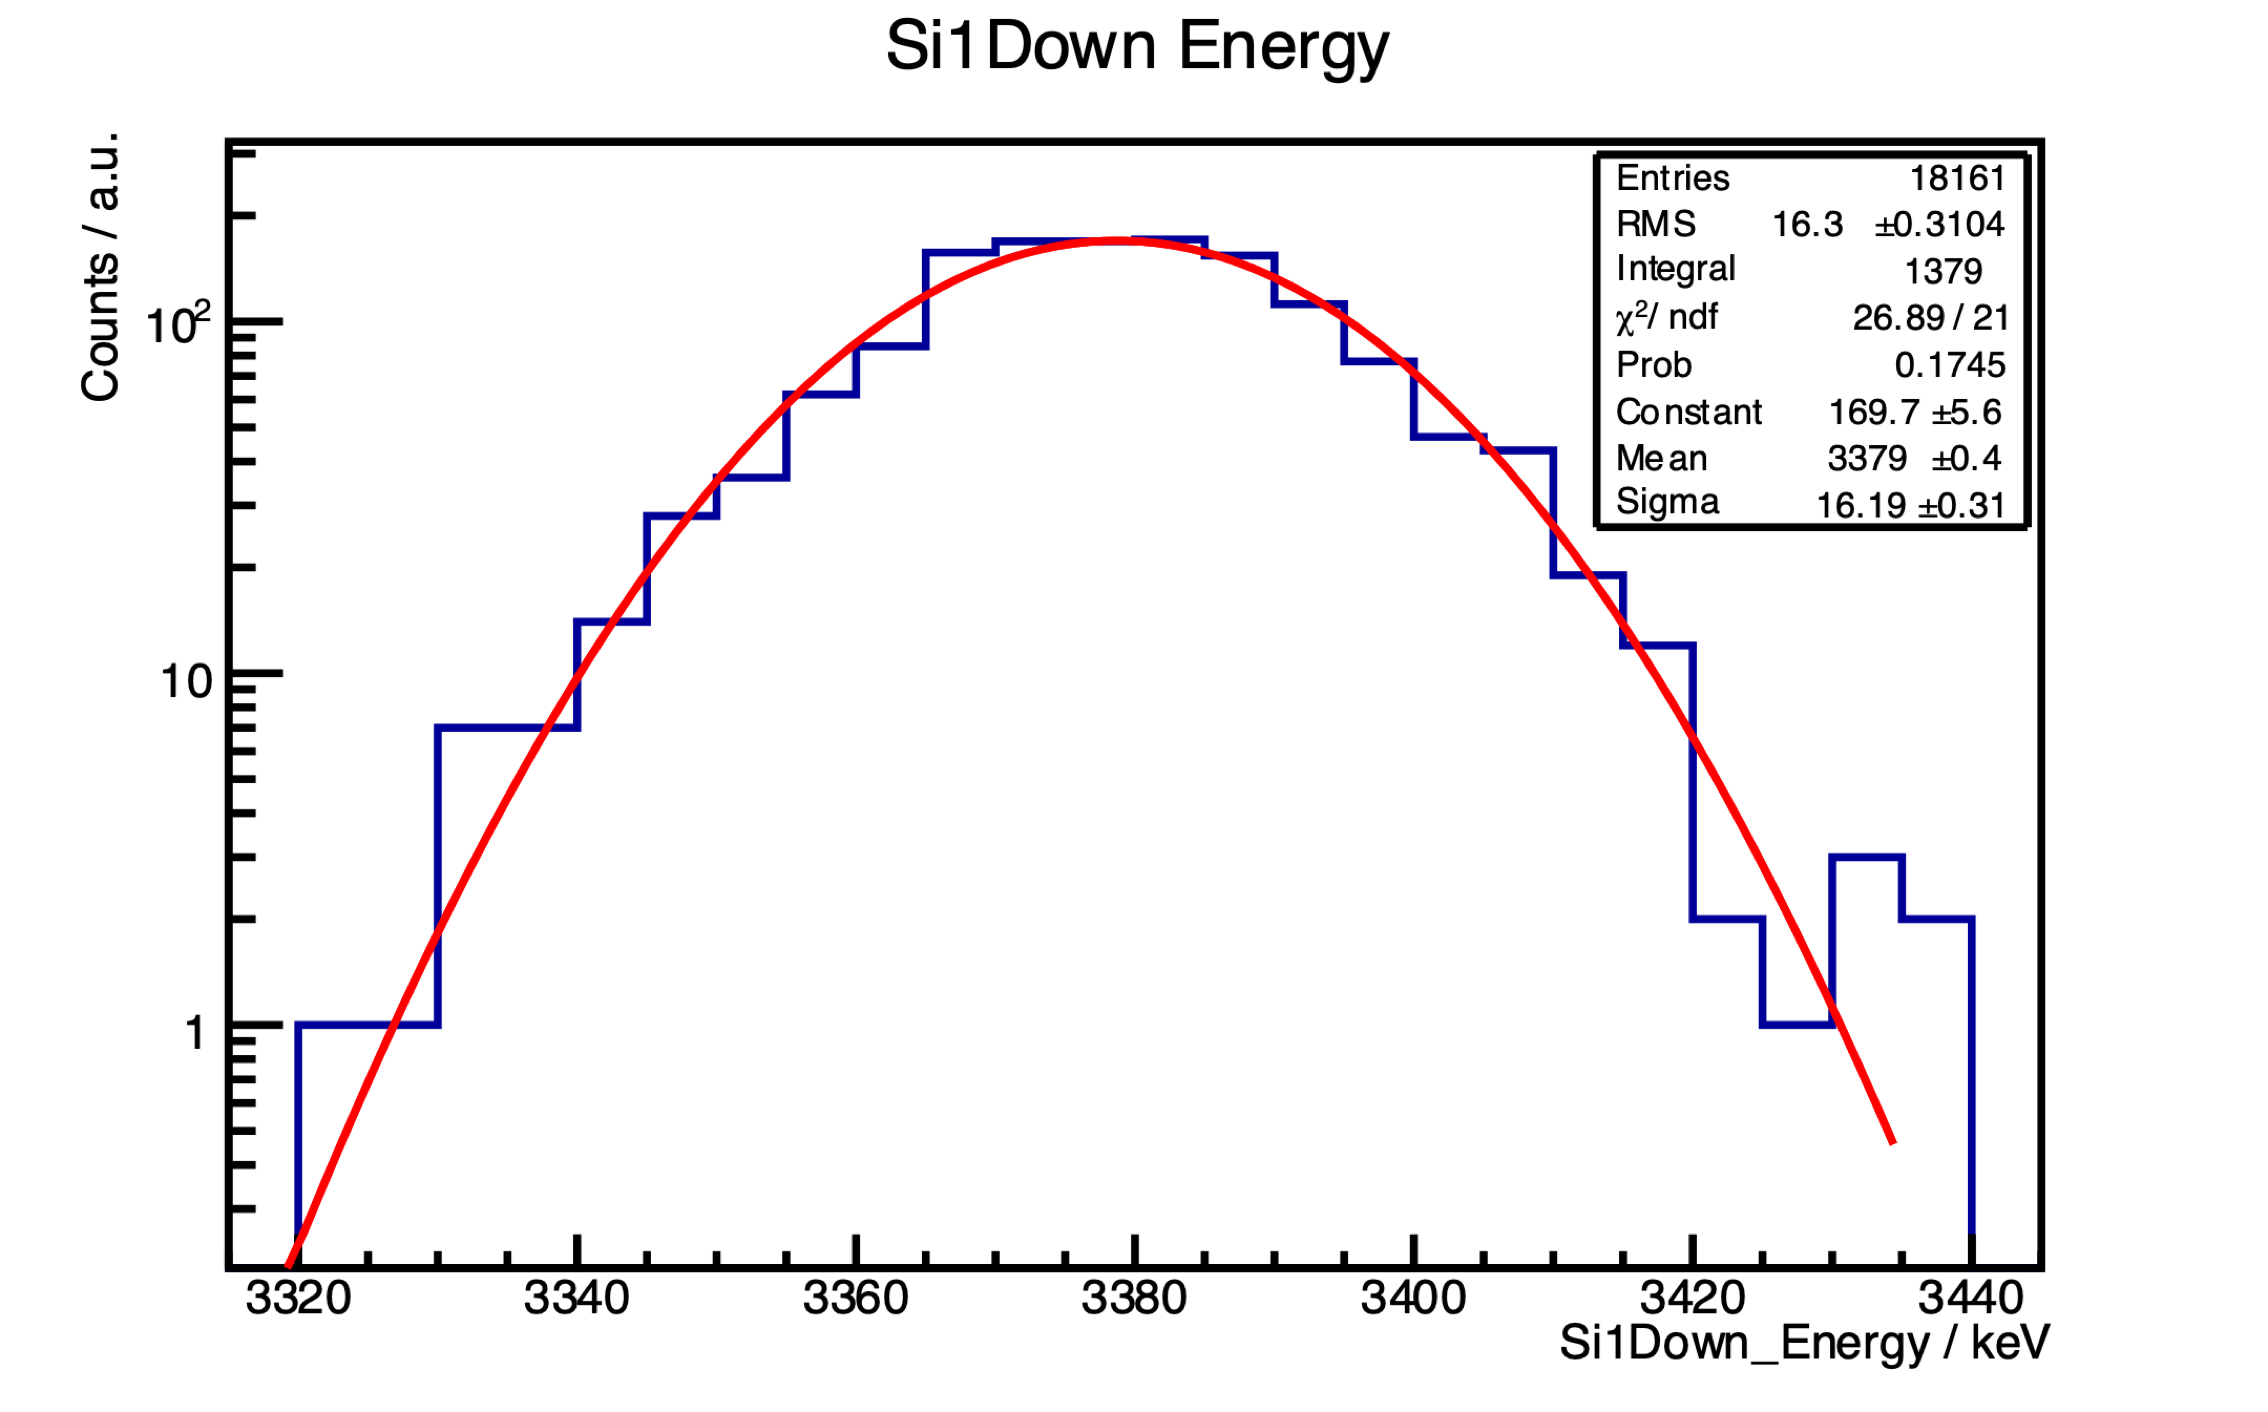 Si1Down Energy
Counts / a.u.
Entries 18161
RMS 16.3 ±0.3104
Integral 1379
χ²/ ndf 26.89 / 21
Prob 0.1745
Constant 169.7 ±5.6
Mean 3379 ±0.4
Sigma 16.19 ±0.31
10²
10
1
3320 3340 3360 3380 3400 3420 3440
Si1Down_Energy / keV